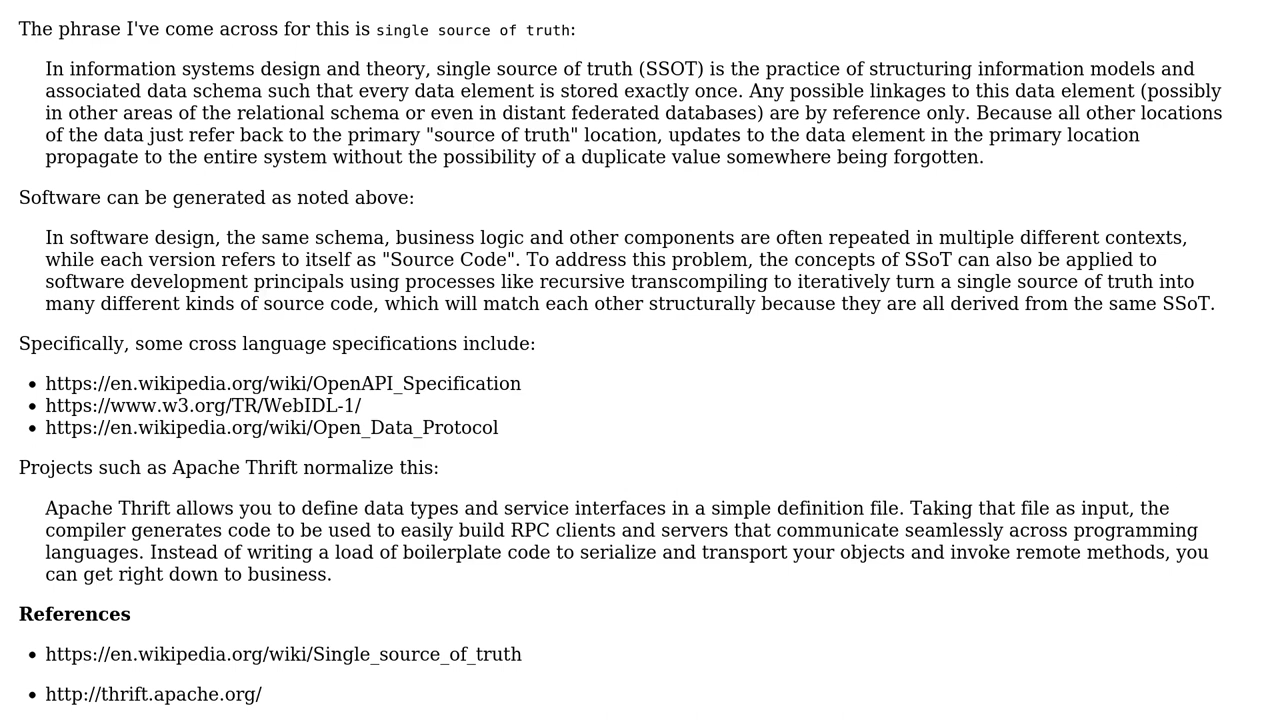 The phrase I've come across for this is single source of truth:
In information systems design and theory, single source of truth (SSOT) is the practice of structuring information models and
associated data schema such that every data element is stored exactly once. Any possible linkages to this data element (possibly
in other areas of the relational schema or even in distant federated databases) are by reference only. Because all other locations
of the data just refer back to the primary "source of truth" location, updates to the data element in the primary location
propagate to the entire system without the possibility of a duplicate value somewhere being forgotten.
Software can be generated as noted above:
In software design, the same schema, business logic and other components are often repeated in multiple different contexts,
while each version refers to itself as "Source Code". To address this problem, the concepts of SSoT can also be applied to
software development principals using processes like recursive transcompiling to iteratively turn a single source of truth into
many different kinds of source code, which will match each other structurally because they are all derived from the same SSoT.
Specifically, some cross language specifications include:
• https://en.wikipedia.org/wiki/OpenAPI_Specification
• https://www.w3.org/TR/WebIDL-1/
• https://en.wikipedia.org/wiki/Open_Data_Protocol
Projects such as Apache Thrift normalize this:
Apache Thrift allows you to define data types and service interfaces in a simple definition file. Taking that file as input, the
compiler generates code to be used to easily build RPC clients and servers that communicate seamlessly across programming
languages. Instead of writing a load of boilerplate code to serialize and transport your objects and invoke remote methods, you
can get right down to business.
References
• https://en.wikipedia.org/wiki/Single_source_of_truth
• http://thrift.apache.org/